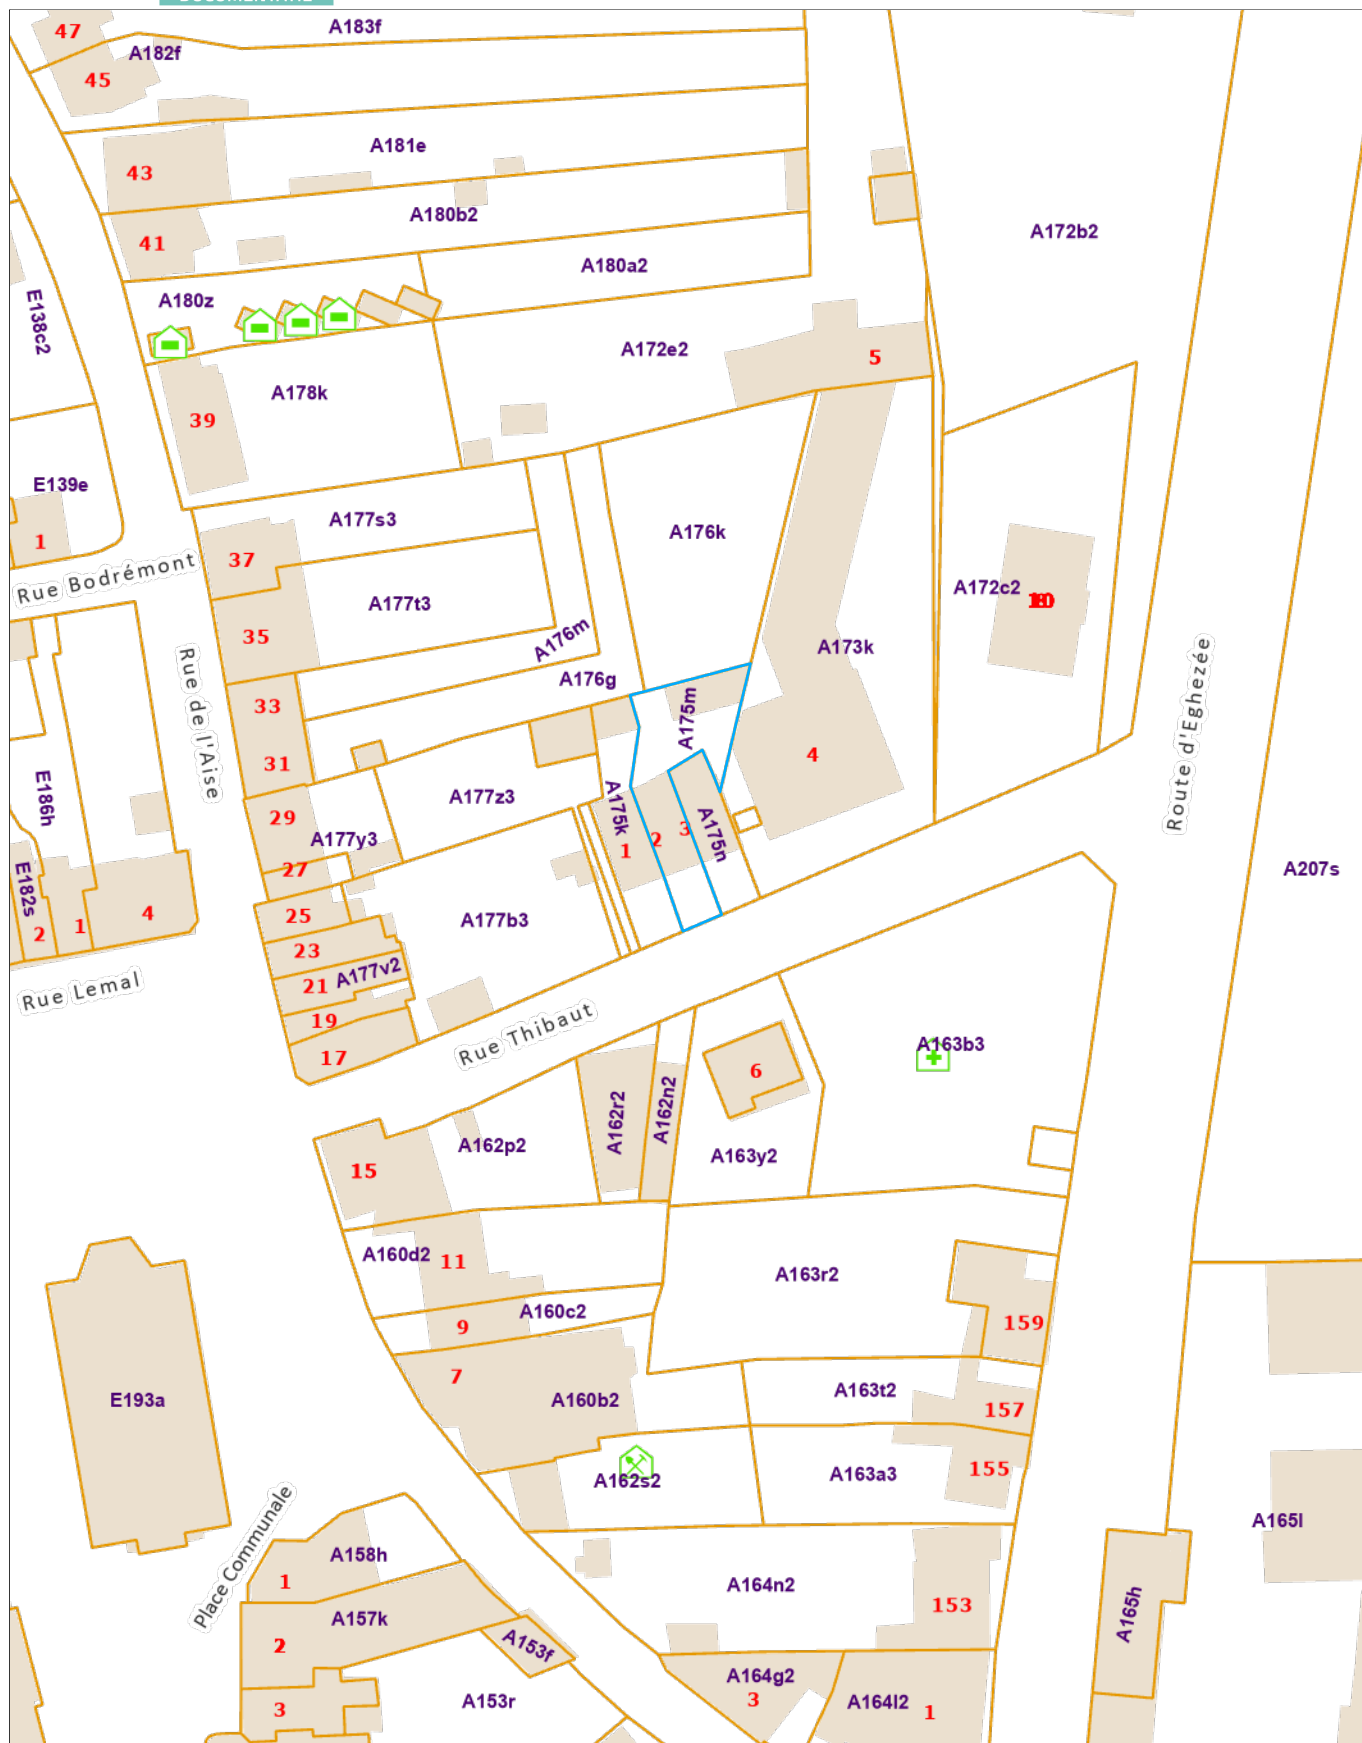 47
A183f
A182f
45
A181e
43
A180b2
41
A172b2
A180a2
A180z
E138c2
A172e2
5
A178k
39
E139e
1
A177s3
A176k
37
Rue Bodrémont
A172c2
A177t3
35
A176m
A173k
Rue de l'Aise
A176g
33
A175m
Route d'Eghezée
31
4
E186h
A177z3
A175k
29
A177y3
2
3
A175n
1
27
A207s
E182s
4
25
A177b3
1
2
23
A177v2
21
Rue Lemal
19
Rue Thibaut
17
A163b3
6
A162r2
A162n2
A162p2
A163y2
15
A160d2
11
A163r2
A160c2
9
159
7
A163t2
E193a
A160b2
157
155
A163a3
A162s2
Place Communale
A165l
A158h
1
A164n2
153
A165h
A157k
2
A153f
A164g2
3
A153r
A164l2
3
1